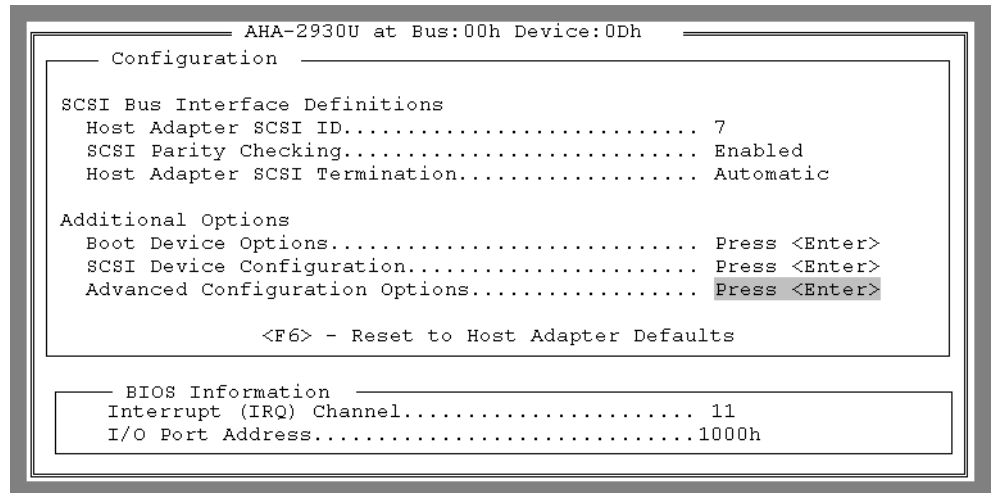 AHA-2930U at Bus:00h Device:0Dh
Configuration
SCSI Bus Interface Definitions
Host Adapter SCSI ID............................ 7
SCSI Parity Checking............................ Enabled
Host Adapter SCSI Termination................... Automatic
Additional Options
Boot Device Options............................. Press <Enter>
SCSI Device Configuration....................... Press <Enter>
Advanced Configuration Options.................. Press <Enter>
<F6> - Reset to Host Adapter Defaults
BIOS Information
Interrupt (IRQ) Channel....................... 11
I/O Port Address..............................1000h